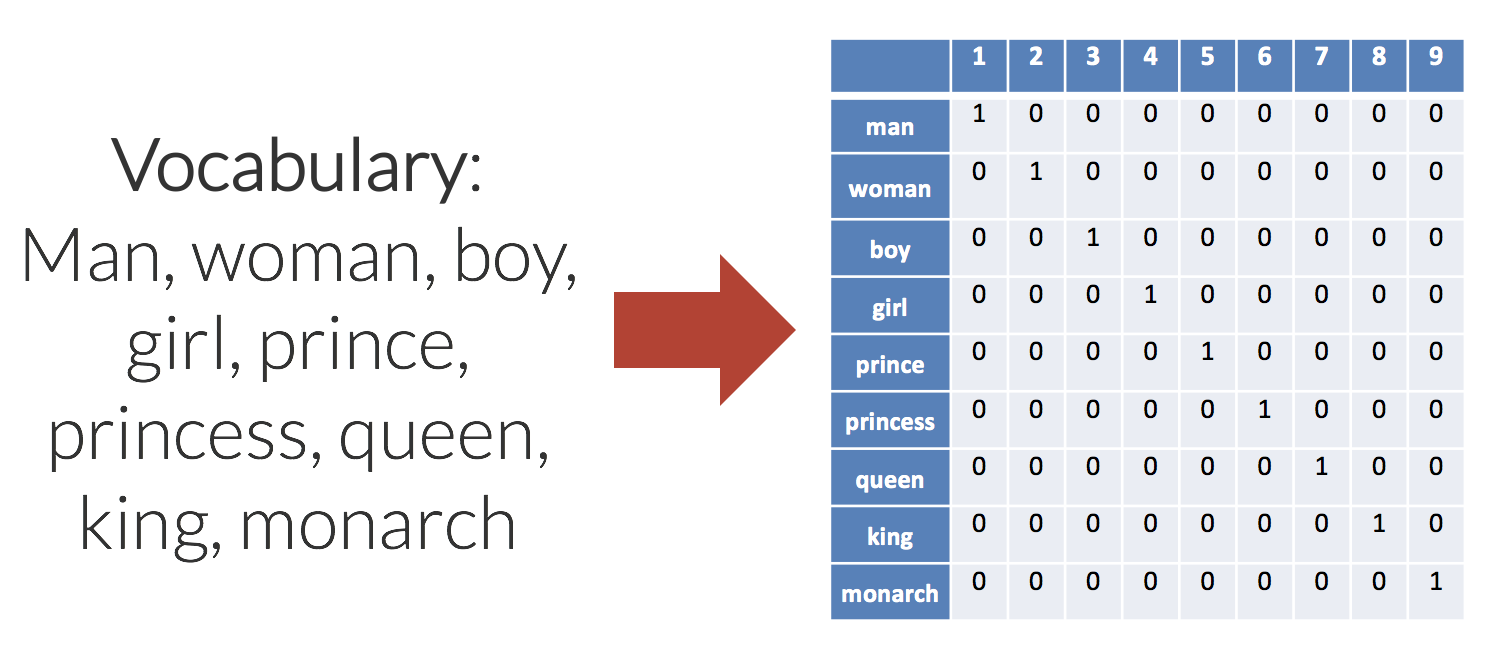 Vocabulary:
Man, woman, boy,
girl, prince,
princess, queen,
king, monarch
1 2 3 4 5 6 7 8 9
man 1 0 0 0 0 0 0 0 0
woman 0 1 0 0 0 0 0 0 0
boy 0 0 1 0 0 0 0 0 0
girl 0 0 0 1 0 0 0 0 0
prince 0 0 0 0 1 0 0 0 0
princess 0 0 0 0 0 1 0 0 0
queen 0 0 0 0 0 0 1 0 0
king 0 0 0 0 0 0 0 1 0
monarch 0 0 0 0 0 0 0 0 1